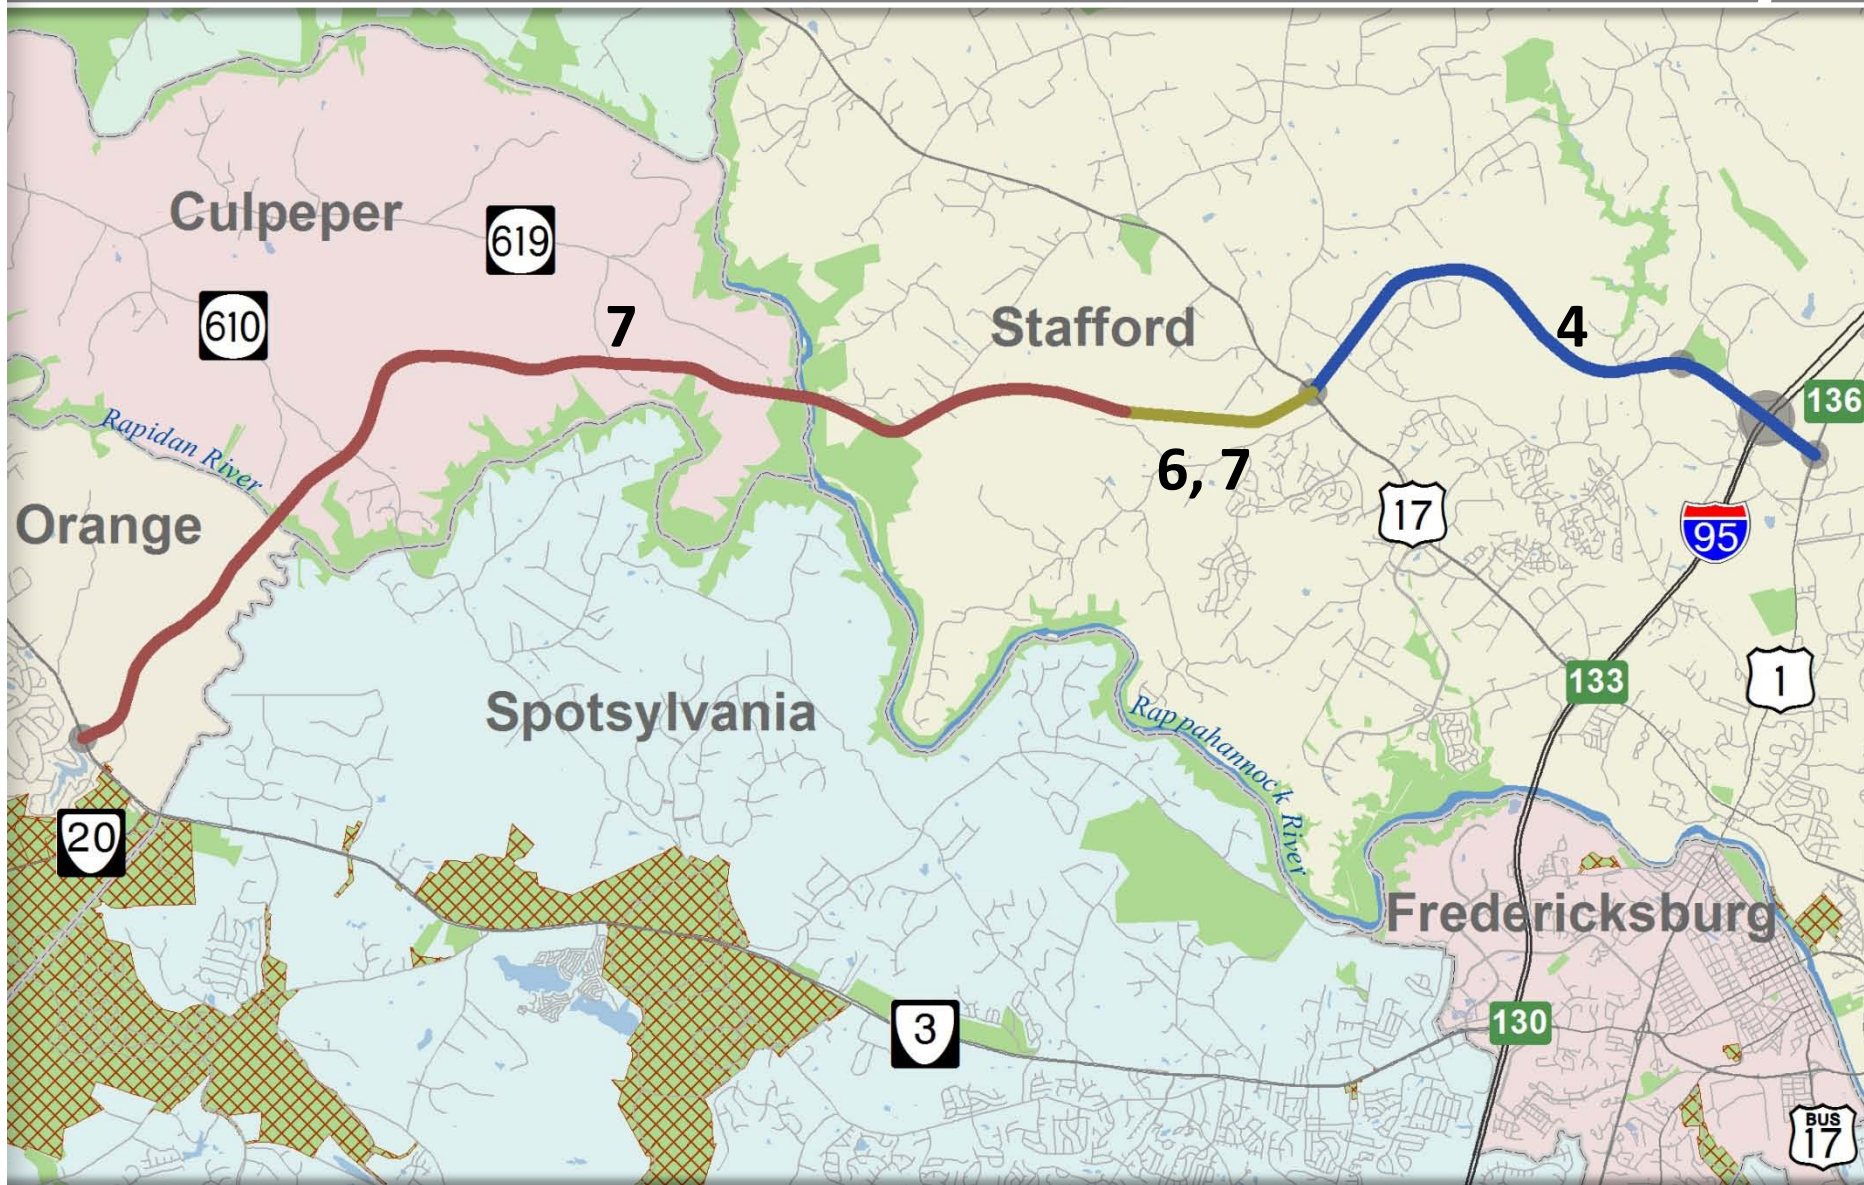 Culpeper
619
610
7
Stafford
4
136
Rapidan River
6, 7
Orange
17
95
133
1
Spotsylvania
Rappahannock River
20
Fredericksburg
3
130
BUS
17